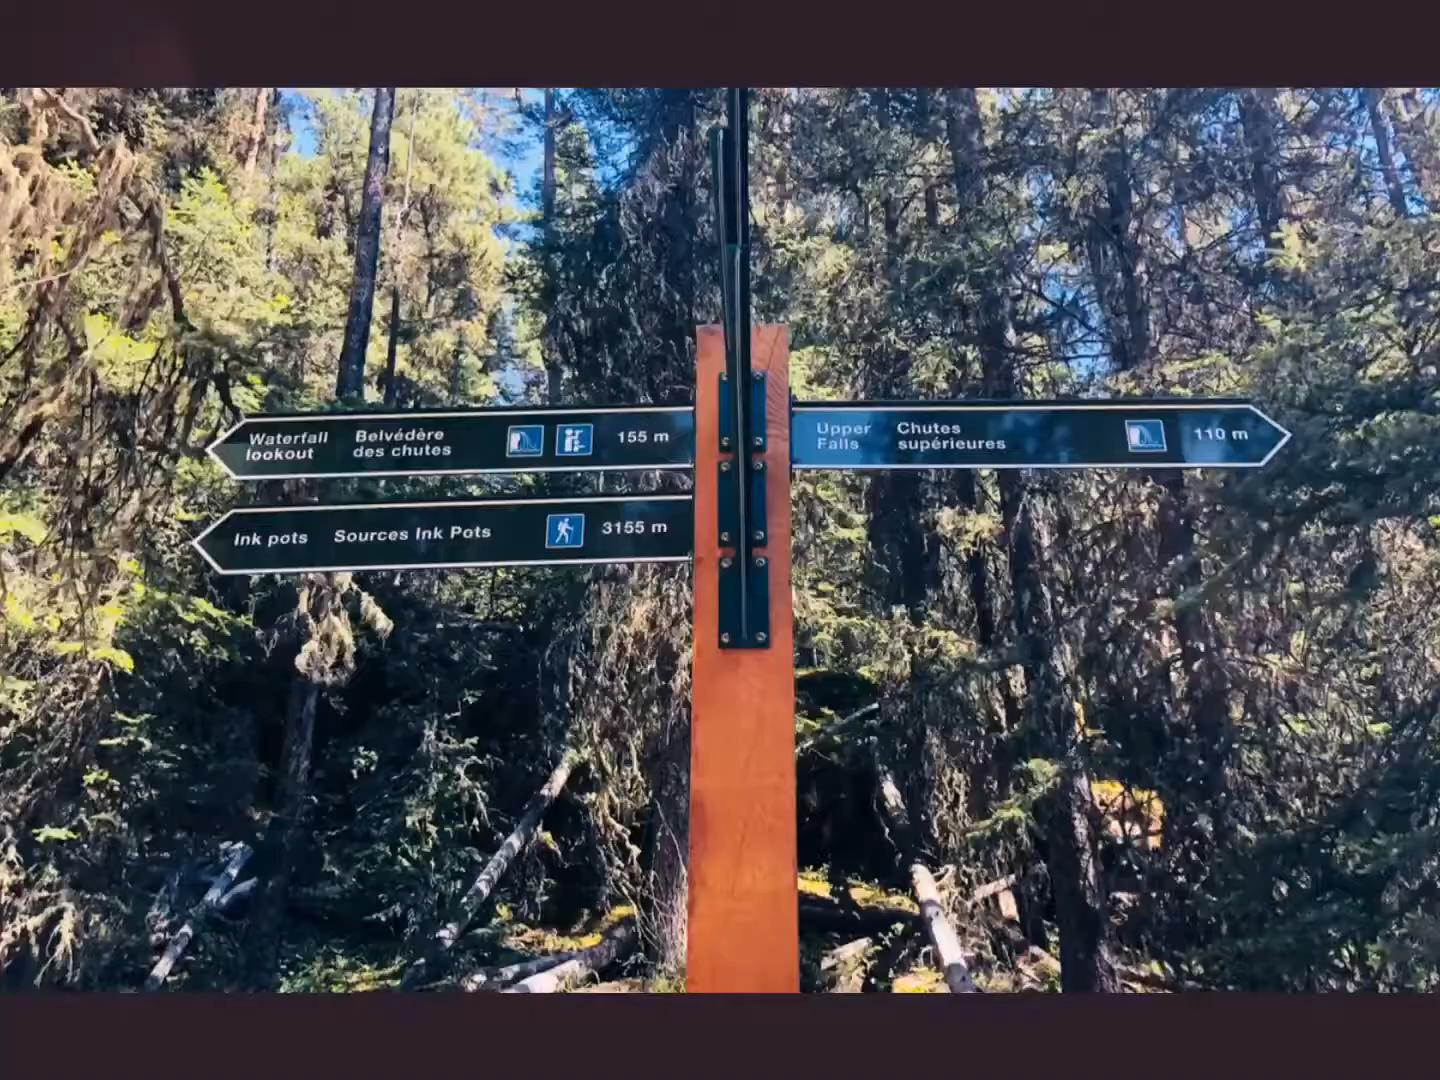 Waterfall lookout
Belvédère des chutes
155 m
Upper Falls
Chutes supérieures
110 m
Ink pots
Sources Ink Pots
3155 m